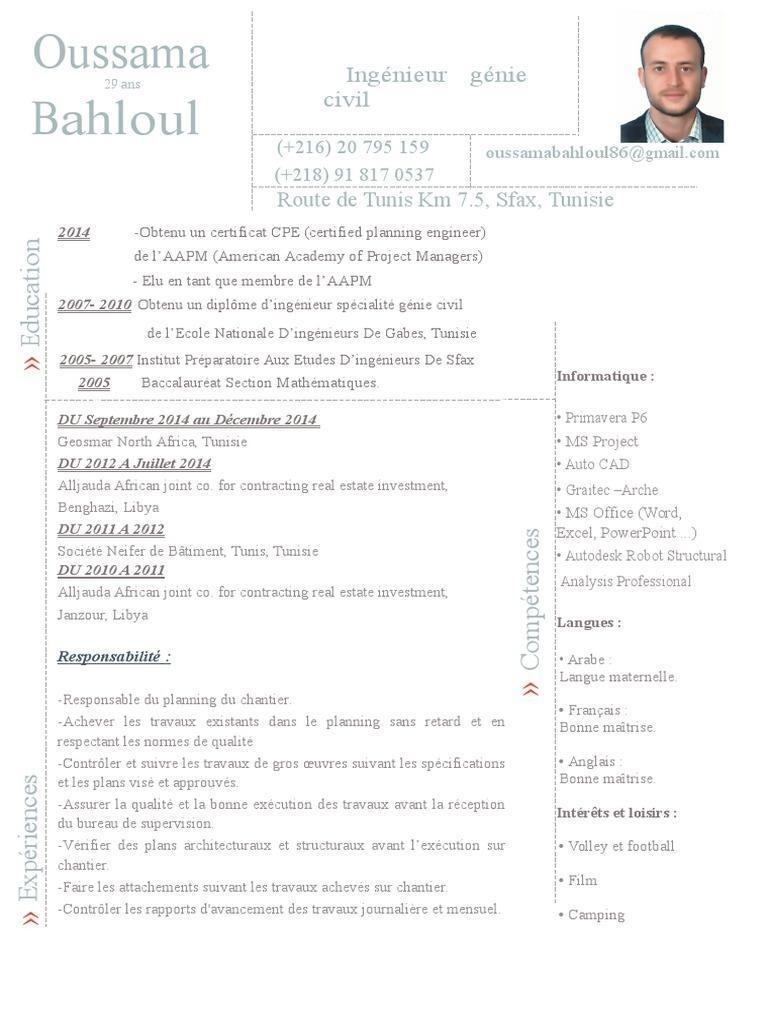 Oussama
29 ans
Bahloul
Ingénieur génie
civil
(+216) 20 795 159
(+218) 91 817 0537
oussamabahloul86@gmail.com
Route de Tunis Km 7.5, Sfax, Tunisie
Education
2014 -Obtenu un certificat CPE (certified planning engineer)
de l'AAPM (American Academy of Project Managers)
- Elu en tant que membre de l'AAPM
2007- 2010 Obtenu un diplôme d'ingénieur spécialité génie civil
de l'Ecole Nationale D'ingénieurs De Gabes, Tunisie
2005- 2007 Institut Préparatoire Aux Etudes D'ingénieurs De Sfax
2005 Baccalauréat Section Mathématiques.
Expériences
DU Septembre 2014 au Décembre 2014
Geosmar North Africa, Tunisie
DU 2012 A Juillet 2014
Alljauda African joint co. for contracting real estate investment,
Benghazi, Libya
DU 2011 A 2012
Société Neifer de Bâtiment, Tunis, Tunisie
DU 2010 A 2011
Alljauda African joint co. for contracting real estate investment,
Janzour, Libya
Responsabilité :
-Responsable du planning du chantier.
-Achever les travaux existants dans le planning sans retard et en
respectant les normes de qualité
-Contrôler et suivre les travaux de gros œuvres suivant les spécifications
et les plans visé et approuvés.
-Assurer la qualité et la bonne exécution des travaux avant la réception
du bureau de supervision.
-Vérifier des plans architecturaux et structuraux avant l'exécution sur
chantier.
-Faire les attachements suivant les travaux achevés sur chantier.
-Contrôler les rapports d'avancement des travaux journalière et mensuel.
Compétences
Informatique :
• Primavera P6
• MS Project
• Auto CAD
• Graitec –Arche
• MS Office (Word,
Excel, PowerPoint ...)
• Autodesk Robot Structural
Analysis Professional
Langues :
• Arabe :
Langue maternelle.
• Français :
Bonne maîtrise.
• Anglais :
Bonne maîtrise.
Intérêts et loisirs :
• Volley et football
• Film
• Camping